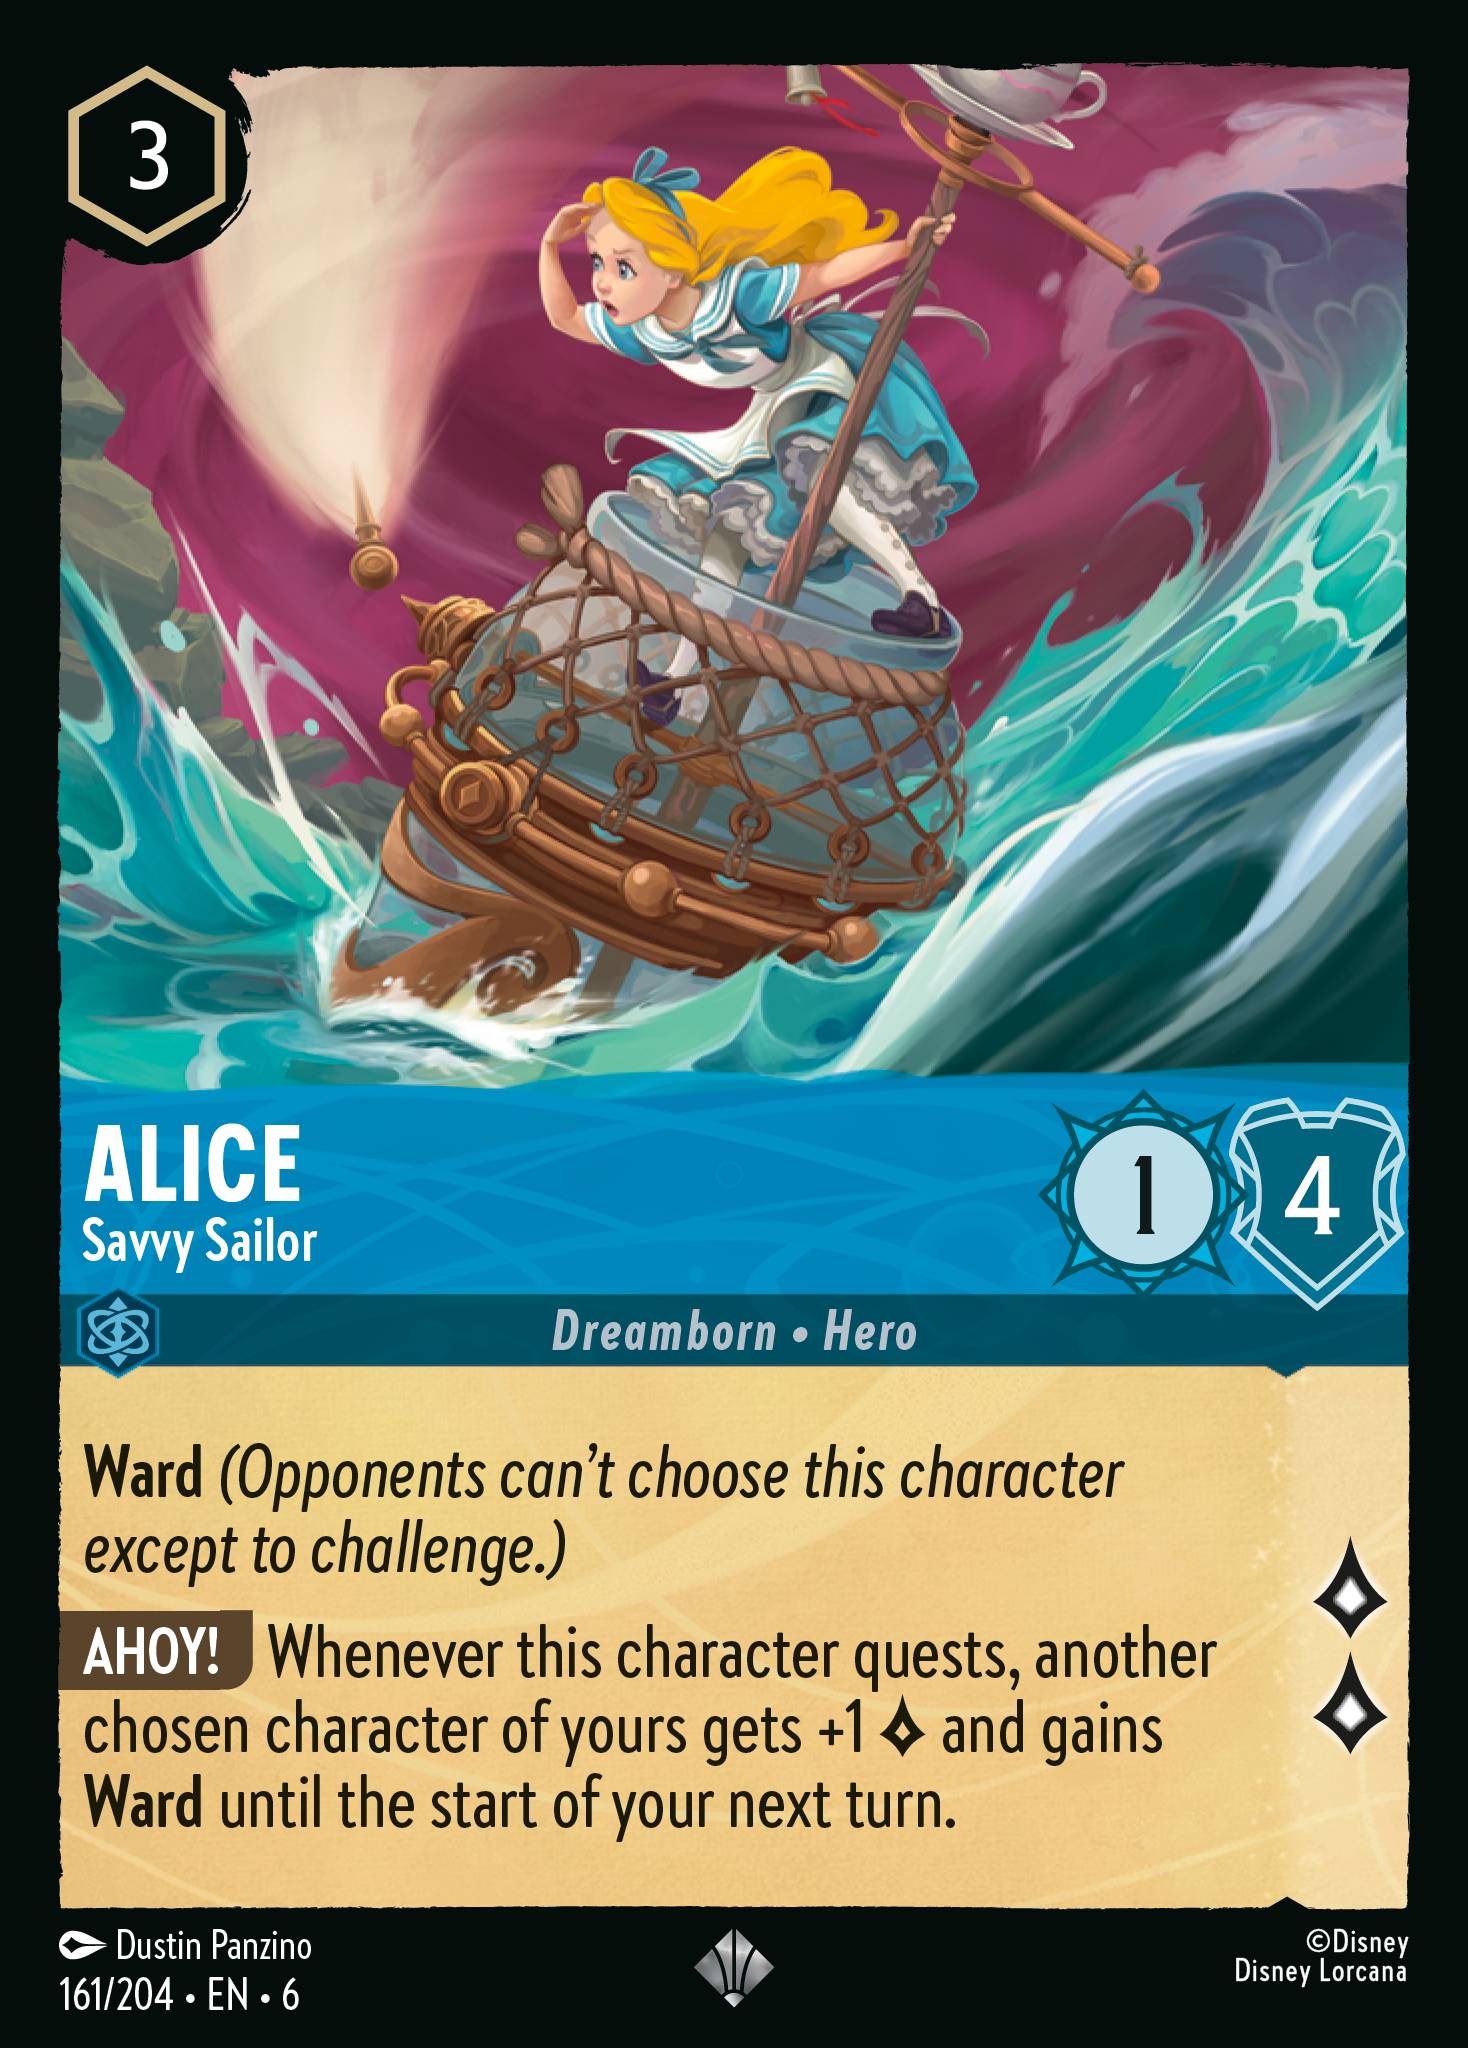 3
ALICE
Savvy Sailor
1 4
Dreamborn • Hero
Ward (Opponents can’t choose this character
except to challenge.)
AHOY! Whenever this character quests, another
chosen character of yours gets +1 and gains
Ward until the start of your next turn.
Dustin Panzino
161/204 • EN • 6
©Disney
Disney Lorcana